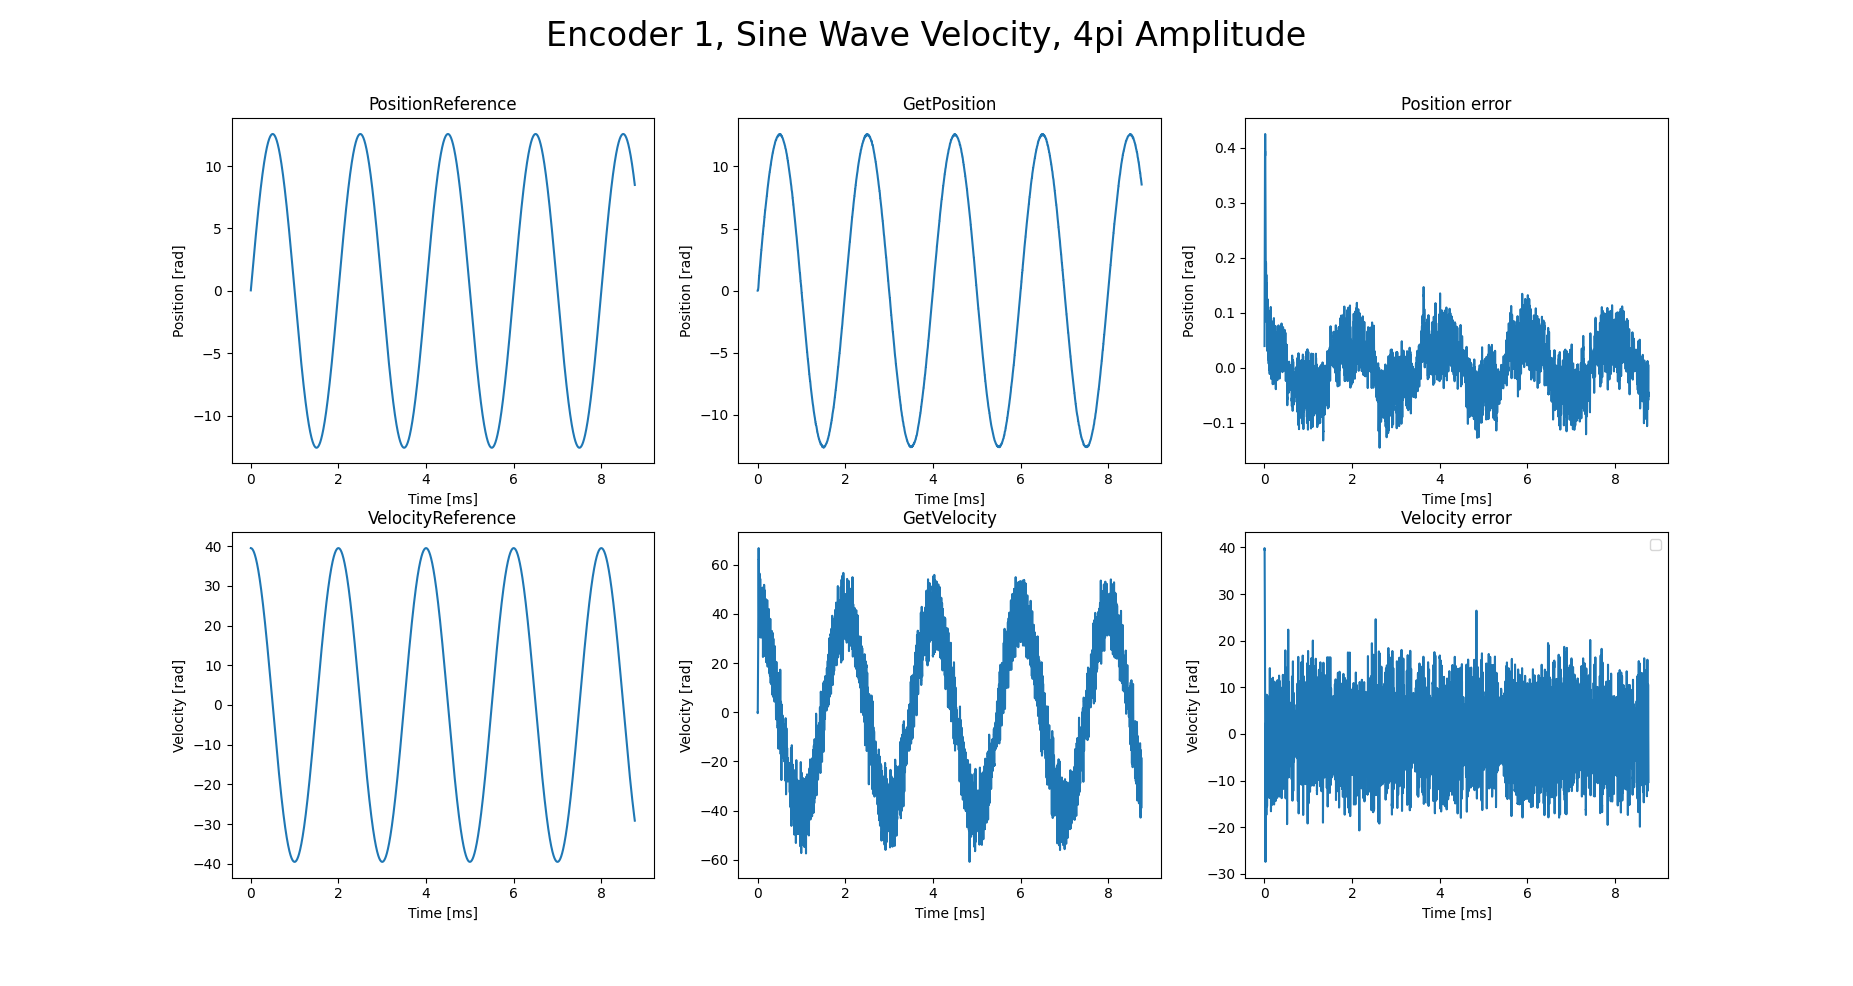 Encoder 1, Sine Wave Velocity, 4pi Amplitude
PositionReference
Position [rad]
10
5
0
−5
−10
0 2 4 6 8
Time [ms]
GetPosition
Position [rad]
10
5
0
−5
−10
0 2 4 6 8
Time [ms]
Position error
Position [rad]
0.4
0.3
0.2
0.1
0.0
−0.1
0 2 4 6 8
Time [ms]
VelocityReference
Velocity [rad]
40
30
20
10
0
−10
−20
−30
−40
0 2 4 6 8
Time [ms]
GetVelocity
Velocity [rad]
60
40
20
0
−20
−40
−60
0 2 4 6 8
Time [ms]
Velocity error
Velocity [rad]
40
30
20
10
0
−10
−20
−30
0 2 4 6 8
Time [ms]